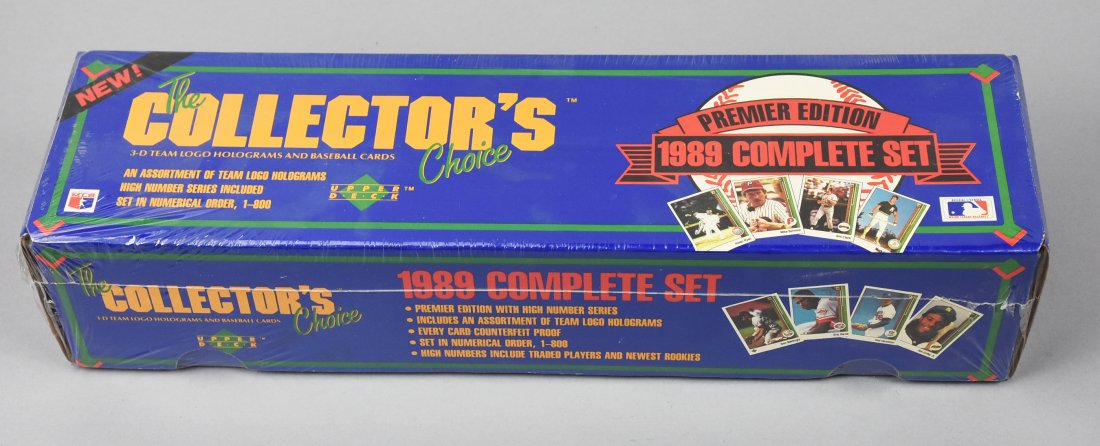 NEW!
The
COLLECTOR'S™
Choice
3-D TEAM LOGO HOLOGRAMS AND BASEBALL CARDS
AN ASSORTMENT OF TEAM LOGO HOLOGRAMS
HIGH NUMBER SERIES INCLUDED
SET IN NUMERICAL ORDER, 1-800
UPPER™
DECK
PREMIER EDITION
1989 COMPLETE SET
The
COLLECTOR'S™
Choice
3-D TEAM LOGO HOLOGRAMS AND BASEBALL CARDS
UPPER™
DECK
1989 COMPLETE SET
• PREMIER EDITION WITH HIGH NUMBER SERIES
• INCLUDES AN ASSORTMENT OF TEAM LOGO HOLOGRAMS
• EVERY CARD COUNTERFEIT PROOF
• SET IN NUMERICAL ORDER, 1-800
• HIGH NUMBERS INCLUDE TRADED PLAYERS AND NEWEST ROOKIES